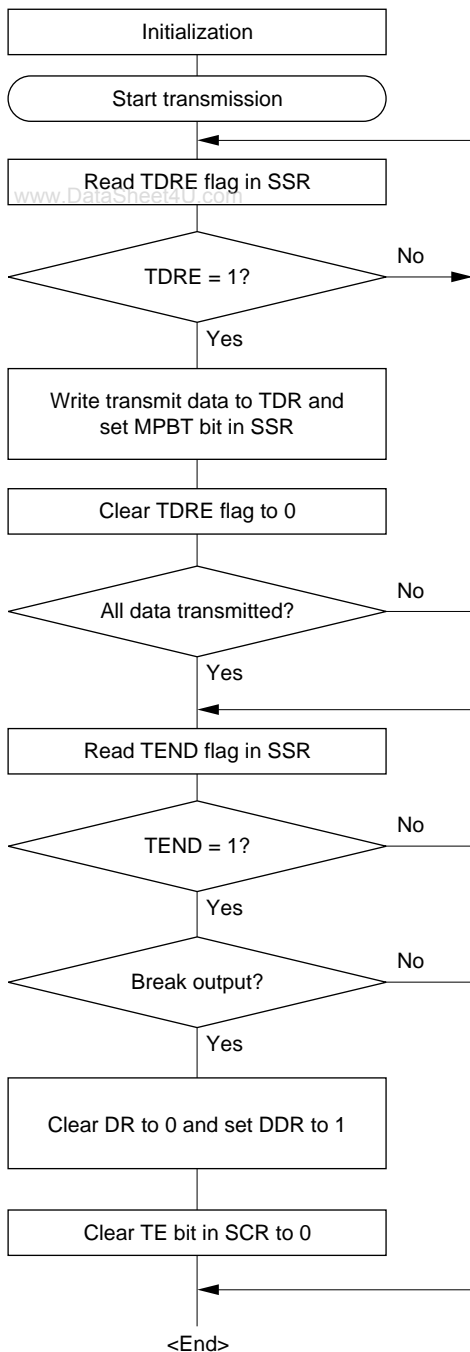 Initialization
Start transmission
Read TDRE flag in SSR
www.DataSheet4U.com
TDRE = 1?
No
Yes
Write transmit data to TDR and
set MPBT bit in SSR
Clear TDRE flag to 0
All data transmitted?
No
Yes
Read TEND flag in SSR
TEND = 1?
No
Yes
Break output?
No
Yes
Clear DR to 0 and set DDR to 1
Clear TE bit in SCR to 0
<End>